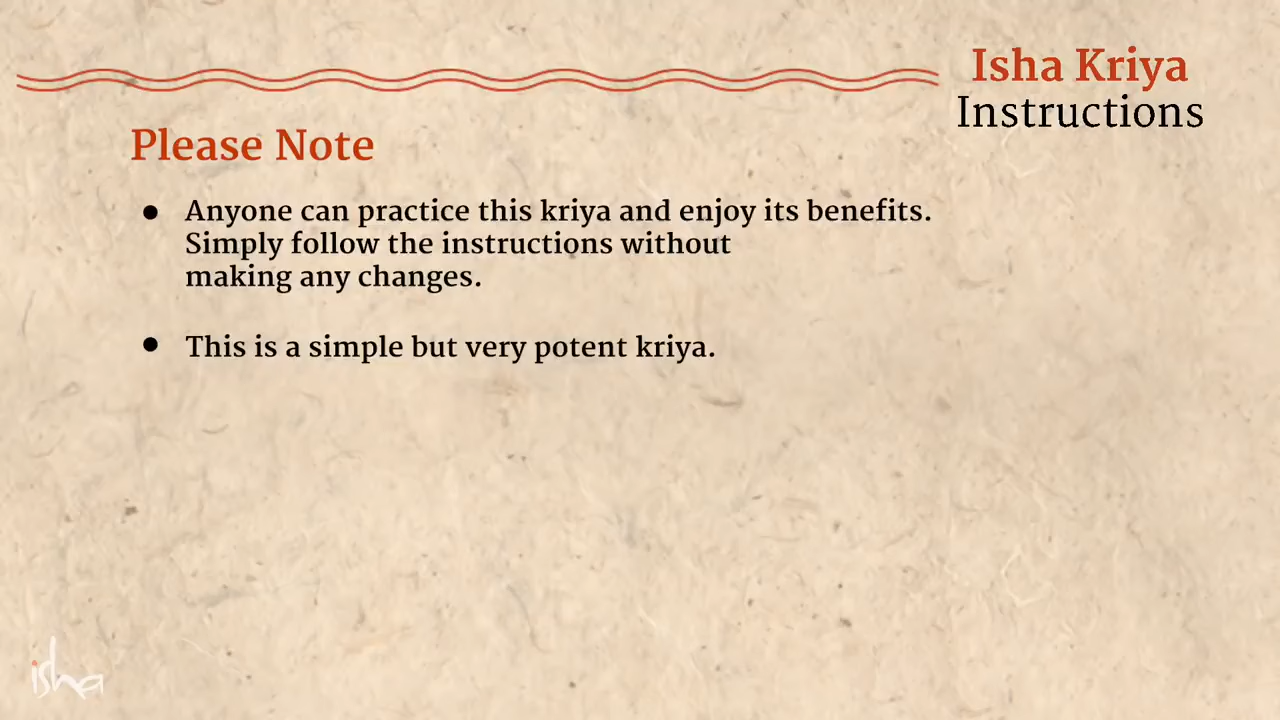 Isha Kriya
Instructions
Please Note
• Anyone can practice this kriya and enjoy its benefits.
Simply follow the instructions without
making any changes.
• This is a simple but very potent kriya.
isha